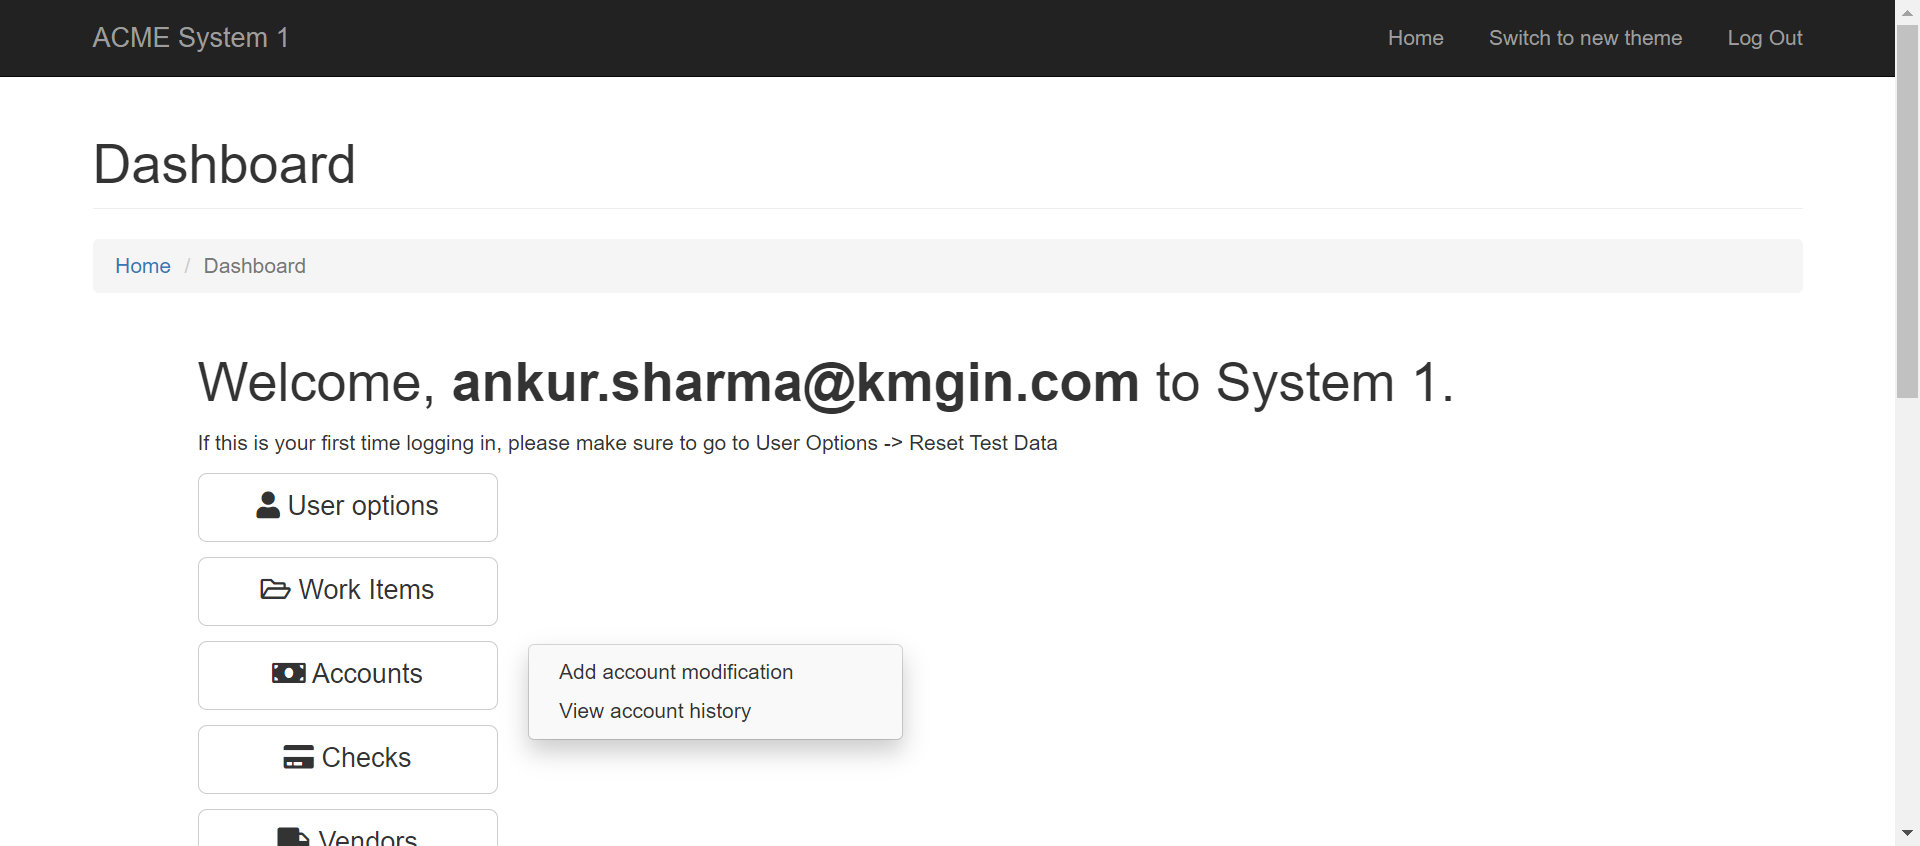 ACME System 1
Home
Switch to new theme
Log Out
Dashboard
Home / Dashboard
Welcome, ankur.sharma@kmgin.com to System 1.
If this is your first time logging in, please make sure to go to User Options -> Reset Test Data
User options
Work Items
Accounts
Add account modification
View account history
Checks
Vendors